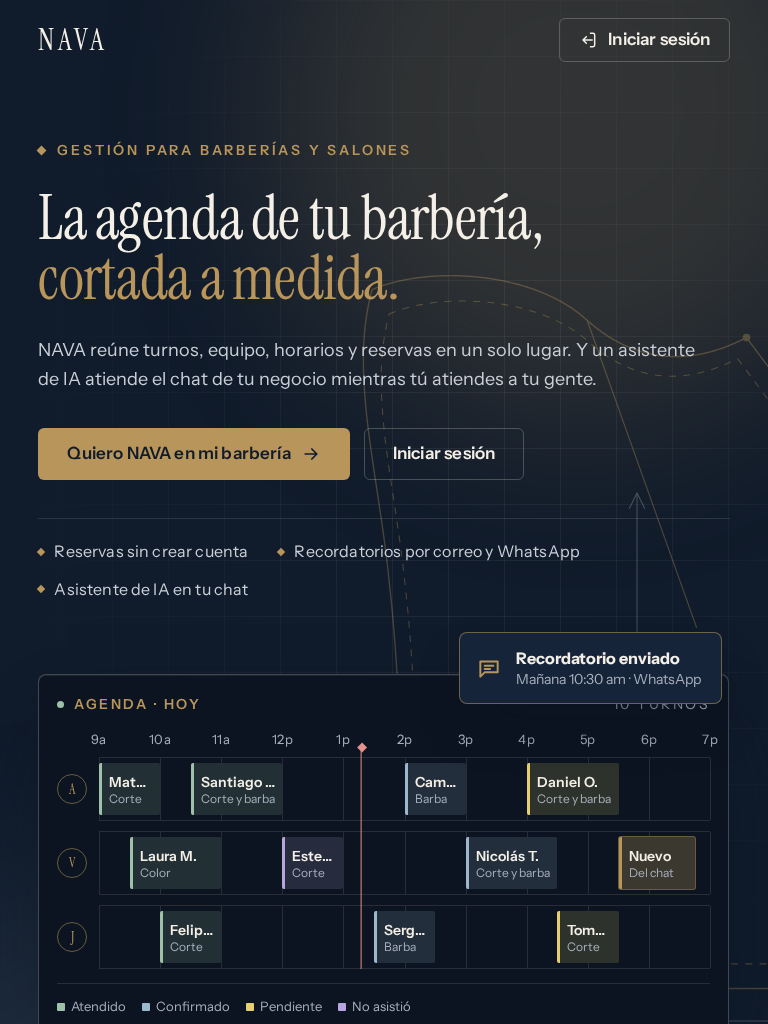 NAVA
Iniciar sesión
GESTIÓN PARA BARBERÍAS Y SALONES
La agenda de tu barbería,
cortada a medida.
NAVA reúne turnos, equipo, horarios y reservas en un solo lugar. Y un asistente
de IA atiende el chat de tu negocio mientras tú atiendes a tu gente.
Quiero NAVA en mi barbería
Iniciar sesión
Reservas sin crear cuenta
Recordatorios por correo y WhatsApp
Asistente de IA en tu chat
Recordatorio enviado
Mañana 10:30 am · WhatsApp
AGENDA · HOY
10 TURNOS
9a 10a 11a 12p 1p 2p 3p 4p 5p 6p 7p
A
Mat...
Corte
Santiago ...
Corte y barba
Cam...
Barba
Daniel O.
Corte y barba
V
Laura M.
Color
Este...
Corte
Nicolás T.
Corte y barba
Nuevo
Del chat
J
Felip...
Corte
Serg...
Barba
Tom...
Corte
Atendido
Confirmado
Pendiente
No asistió